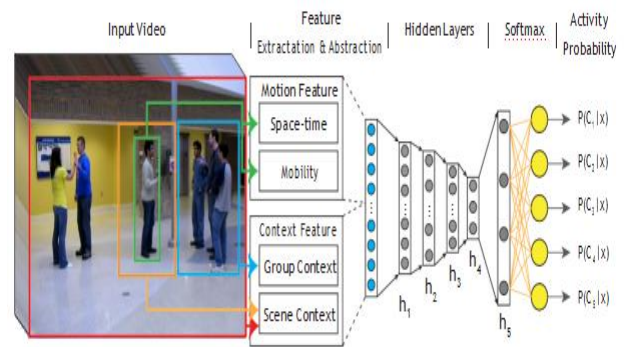 Input Video
Feature
Extractation & Abstraction
Hidden Layers
Softmax
Activity
Probability
Motion Feature
Space-time
Mobility
Context Feature
Group Context
Scene Context
h1
h2
h3
h4
h5
P(C1|x)
P(C2|x)
P(C3|x)
P(C4|x)
P(C5|x)